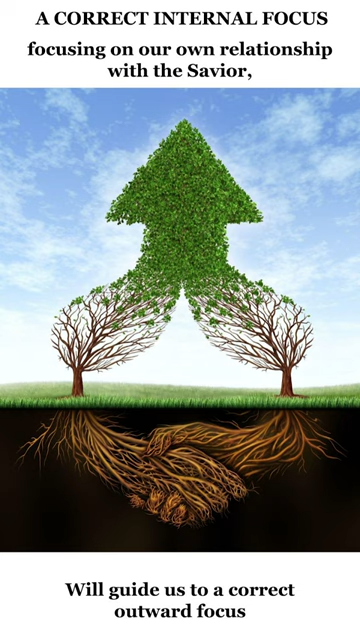 A CORRECT INTERNAL FOCUS
focusing on our own relationship
with the Savior,
Will guide us to a correct
outward focus